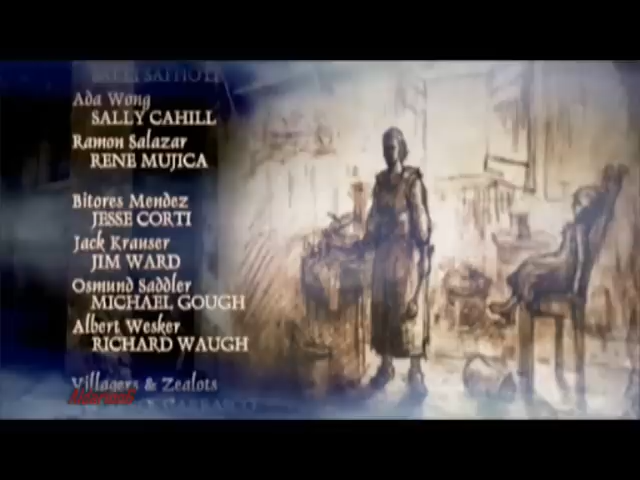 Ada Wong
SALLY CAHILL
Ramon Salazar
RENE MUJICA
Bitores Mendez
JESSE CORTI
Jack Krauser
JIM WARD
Osmund Saddler
MICHAEL GOUGH
Albert Wesker
RICHARD WAUGH
Villagers & Zealots